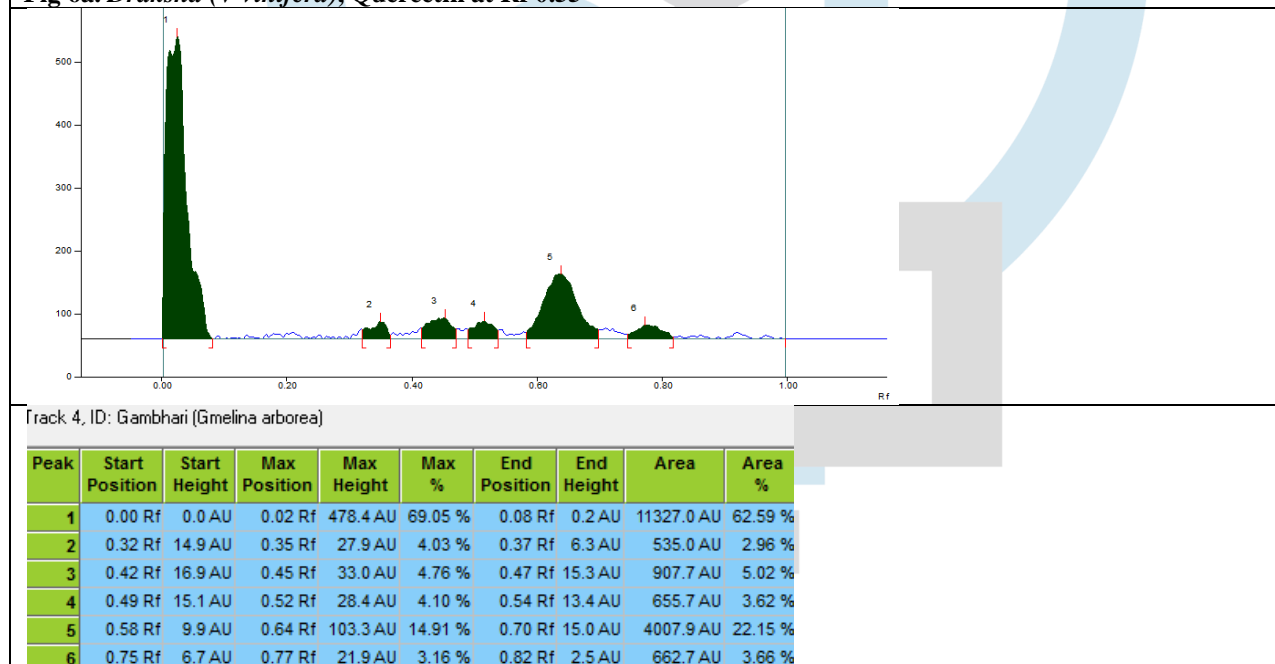 Fig 6a. Draksha (V vinifera), Quercetin at Rf 0.35
1
500
400
300
200
5
100
2
3
4
6
0
0.00 0.20 0.40 0.60 0.80 1.00
Rf
Track 4, ID: Gambhari (Gmelina arborea)
Peak Start Position Start Height Max Position Max Height Max % End Position End Height Area Area %
1 0.00 Rf 0.0 AU 0.02 Rf 478.4 AU 69.05 % 0.08 Rf 0.2 AU 11327.0 AU 62.59 %
2 0.32 Rf 14.9 AU 0.35 Rf 27.9 AU 4.03 % 0.37 Rf 6.3 AU 535.0 AU 2.96 %
3 0.42 Rf 16.9 AU 0.45 Rf 33.0 AU 4.76 % 0.47 Rf 15.3 AU 907.7 AU 5.02 %
4 0.49 Rf 15.1 AU 0.52 Rf 28.4 AU 4.10 % 0.54 Rf 13.4 AU 655.7 AU 3.62 %
5 0.58 Rf 9.9 AU 0.64 Rf 103.3 AU 14.91 % 0.70 Rf 15.0 AU 4007.9 AU 22.15 %
6 0.75 Rf 6.7 AU 0.77 Rf 21.9 AU 3.16 % 0.82 Rf 2.5 AU 662.7 AU 3.66 %